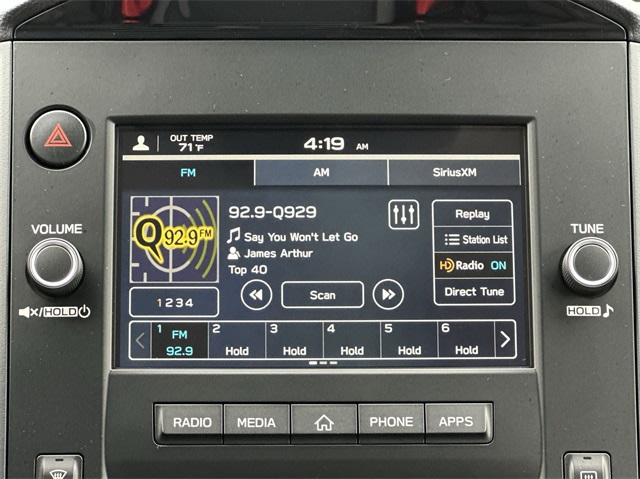 OUT TEMP
71°F
4:19 AM
FM AM SiriusXM
Q92.9FM
92.9-Q929
Say You Won't Let Go
James Arthur
Top 40
Replay
Station List
HD Radio ON
Direct Tune
1234
Scan
1 FM 92.9
2 Hold
3 Hold
4 Hold
5 Hold
6 Hold
VOLUME
/HOLD
TUNE
HOLD
RADIO MEDIA PHONE APPS